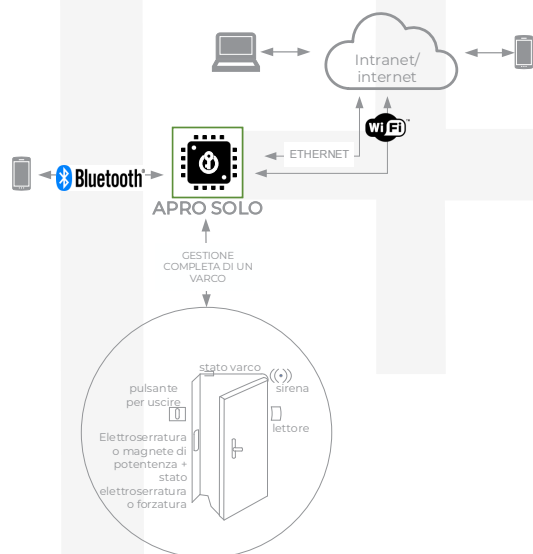 Intranet/
internet
WiFi
ETHERNET
Bluetooth
APRO SOLO
GESTIONE
COMPLETA DI UN
VARCO
stato varco
pulsante
per uscire
sirena
lettore
Elettroserratura
o magnete di
potentenza +
stato
elettroserratura
o forzatura